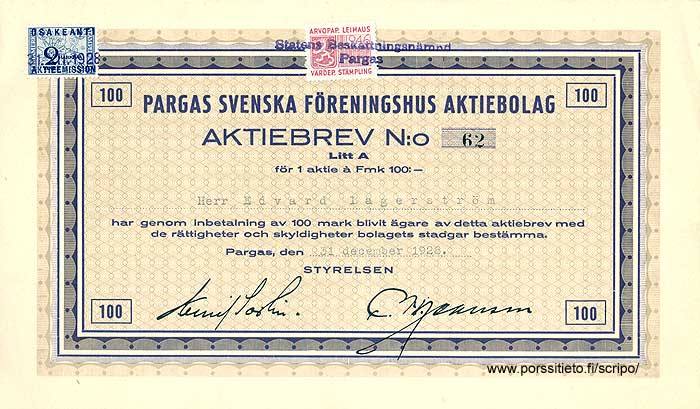 OSAKEANTI
2
31.XII.1928
AKTIEEMISSION
ARVOPAP. LEIMAUS
1946
VÄRDEP. STÄMPLING
Statens Beskattningsnämnd
Pargas
100
100
PARGAS SVENSKA FÖRENINGSHUS AKTIEBOLAG
AKTIEBREV N:o 62
Litt A
för 1 aktie à Fmk 100:—
Herr Edvard Lagerström
har genom inbetalning av 100 mark blivit ägare av detta aktiebrev med
de rättigheter och skyldigheter bolagets stadgar bestämma.
Pargas, den 31 december 1928.
STYRELSEN
100
100
www.porssitieto.fi/scripo/